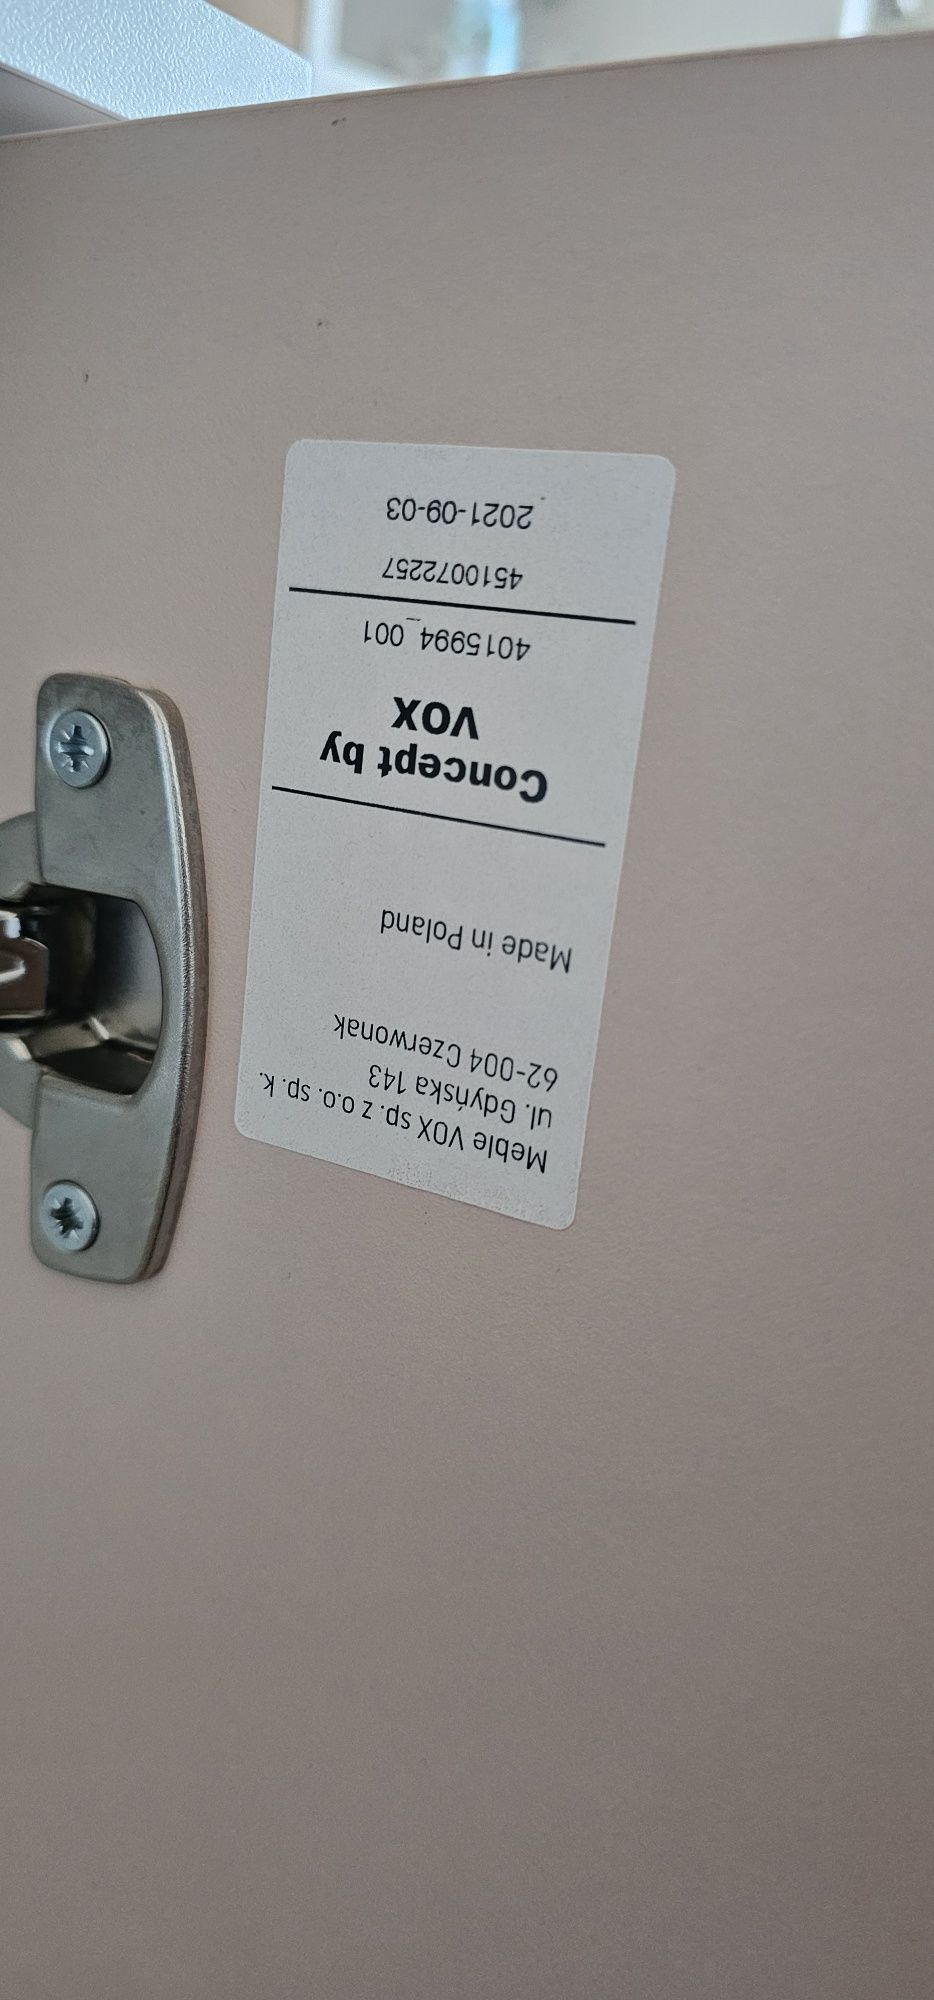 Meble VOX sp. z o.o. sp. k.
ul. Gdyńska 143
62-004 Czerwonak
Made in Poland
Concept by
VOX
4015994_001
4510072257
2021-09-03